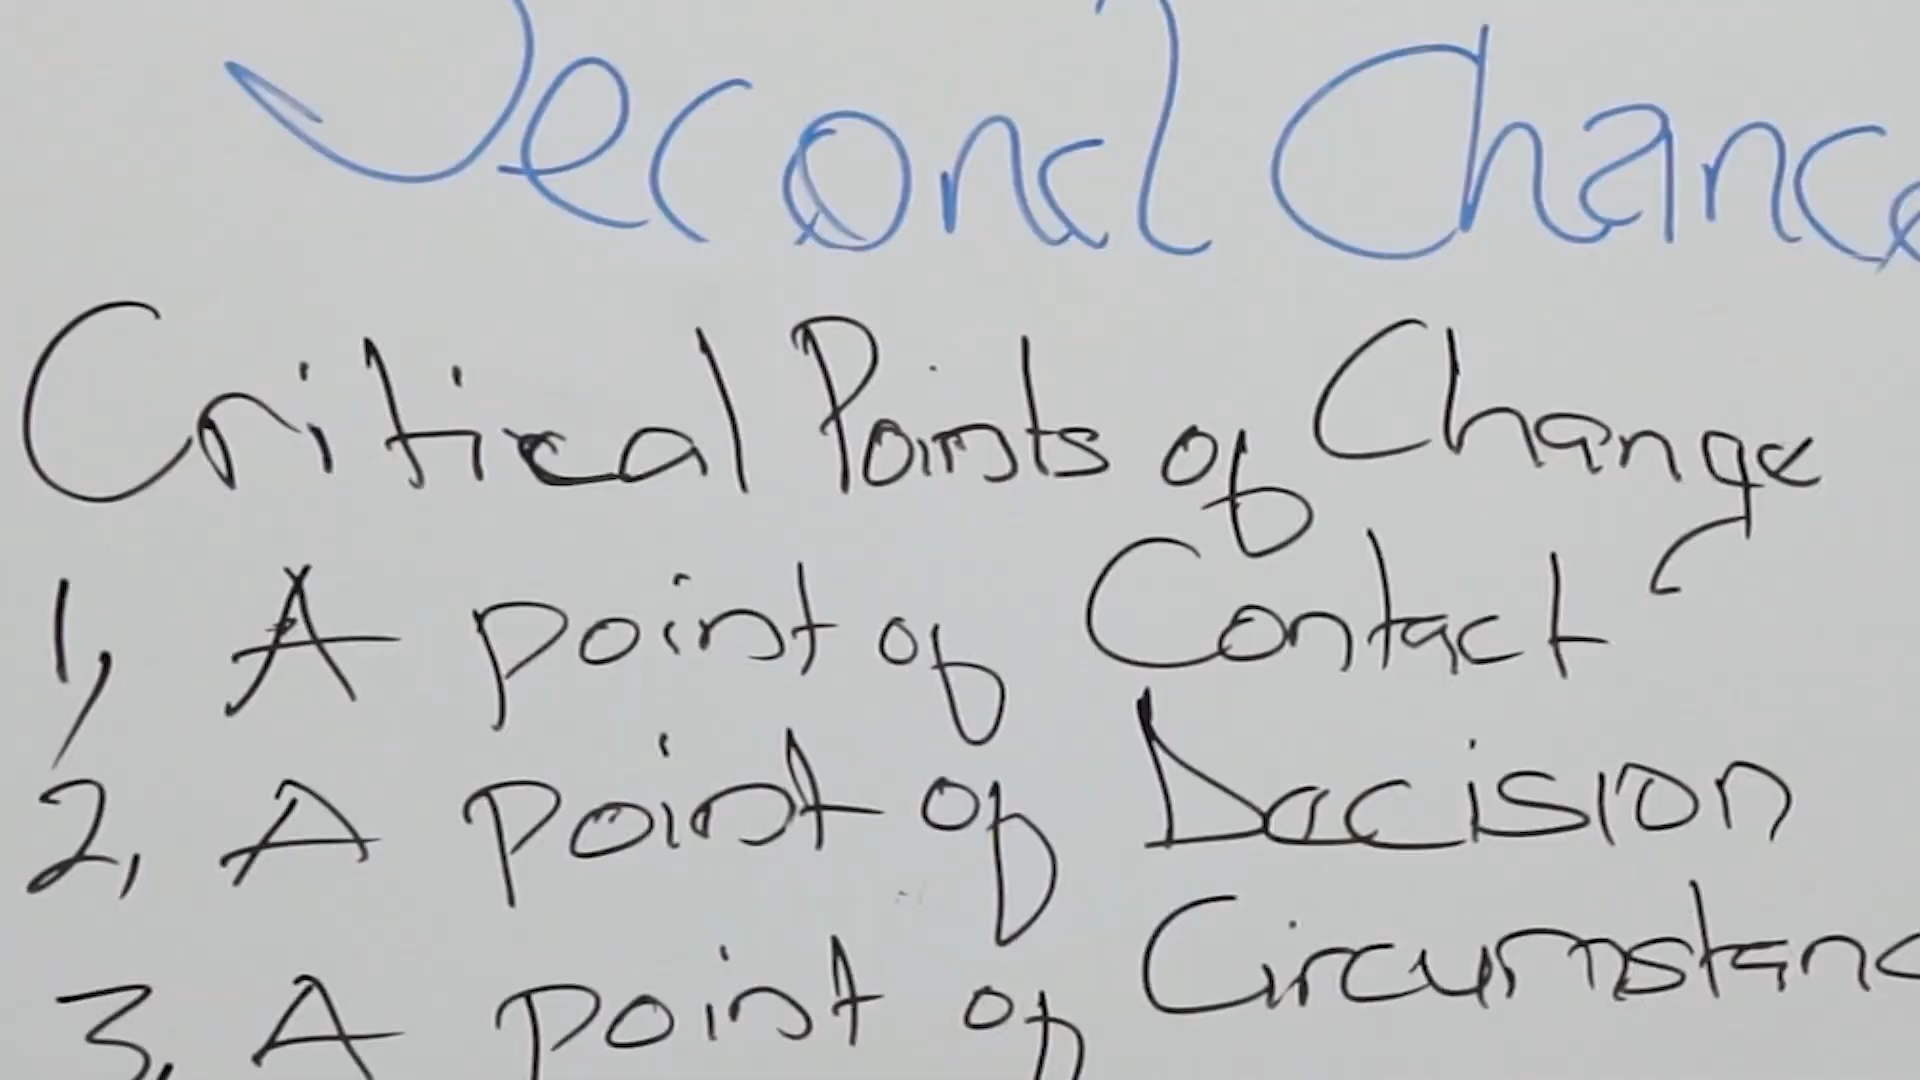 Second Chance
Critical Points of Change
1, A point of Contact
2, A point of Decision
3, A point of Circumstanc